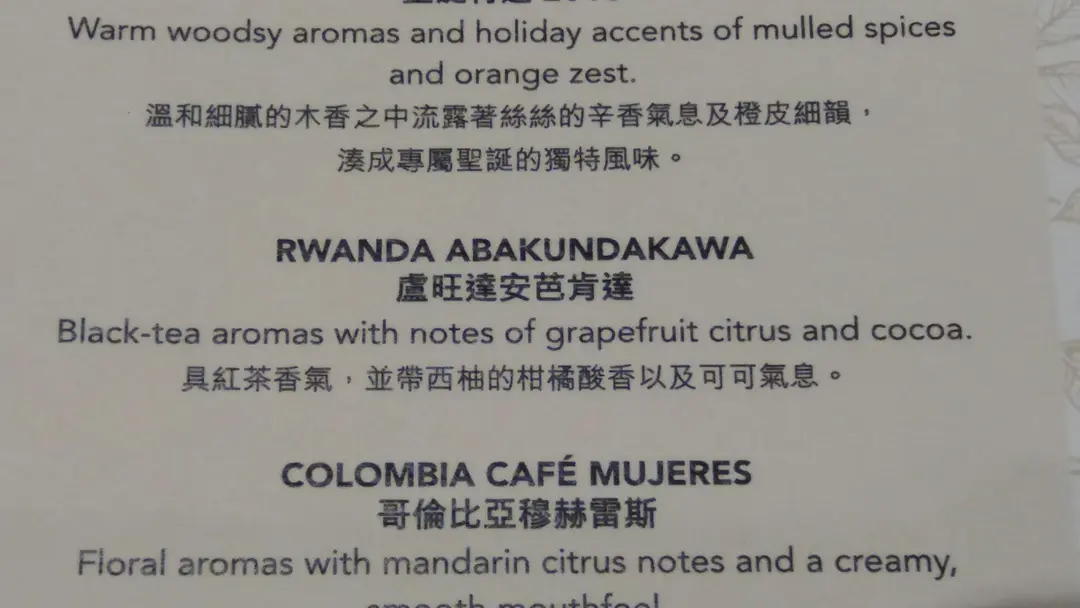 Warm woodsy aromas and holiday accents of mulled spices
and orange zest.
溫和細膩的木香之中流露著絲絲的辛香氣息及橙皮細韻，
湊成專屬聖誕的獨特風味。
RWANDA ABAKUNDAKAWA
盧旺達安芭肯達
Black-tea aromas with notes of grapefruit citrus and cocoa.
具紅茶香氣，並帶西柚的柑橘酸香以及可可氣息。
COLOMBIA CAFÉ MUJERES
哥倫比亞穆赫雷斯
Floral aromas with mandarin citrus notes and a creamy,
smooth mouthfeel